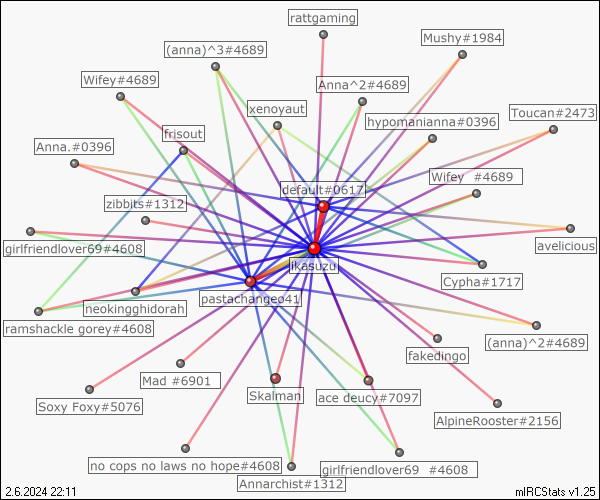 rattgaming
Mushy#1984
(anna)^3#4689
Wifey#4689
Anna^2#4689
xenoyaut
Toucan#2473
hypomanianna#0396
frisout
Anna.#0396
Wifey  #4689
default#0617
zibbits#1312
girlfriendlover69#4608
avelicious
ikasuzu
Cypha#1717
pastachangeo41
neokingghidorah
ramshackle gorey#4608
(anna)^2#4689
fakedingo
Mad #6901
Skalman
ace deucy#7097
Soxy Foxy#5076
AlpineRooster#2156
no cops no laws no hope#4608
girlfriendlover69  #4608
Annarchist#1312
2.6.2024 22:11
mIRCStats v1.25